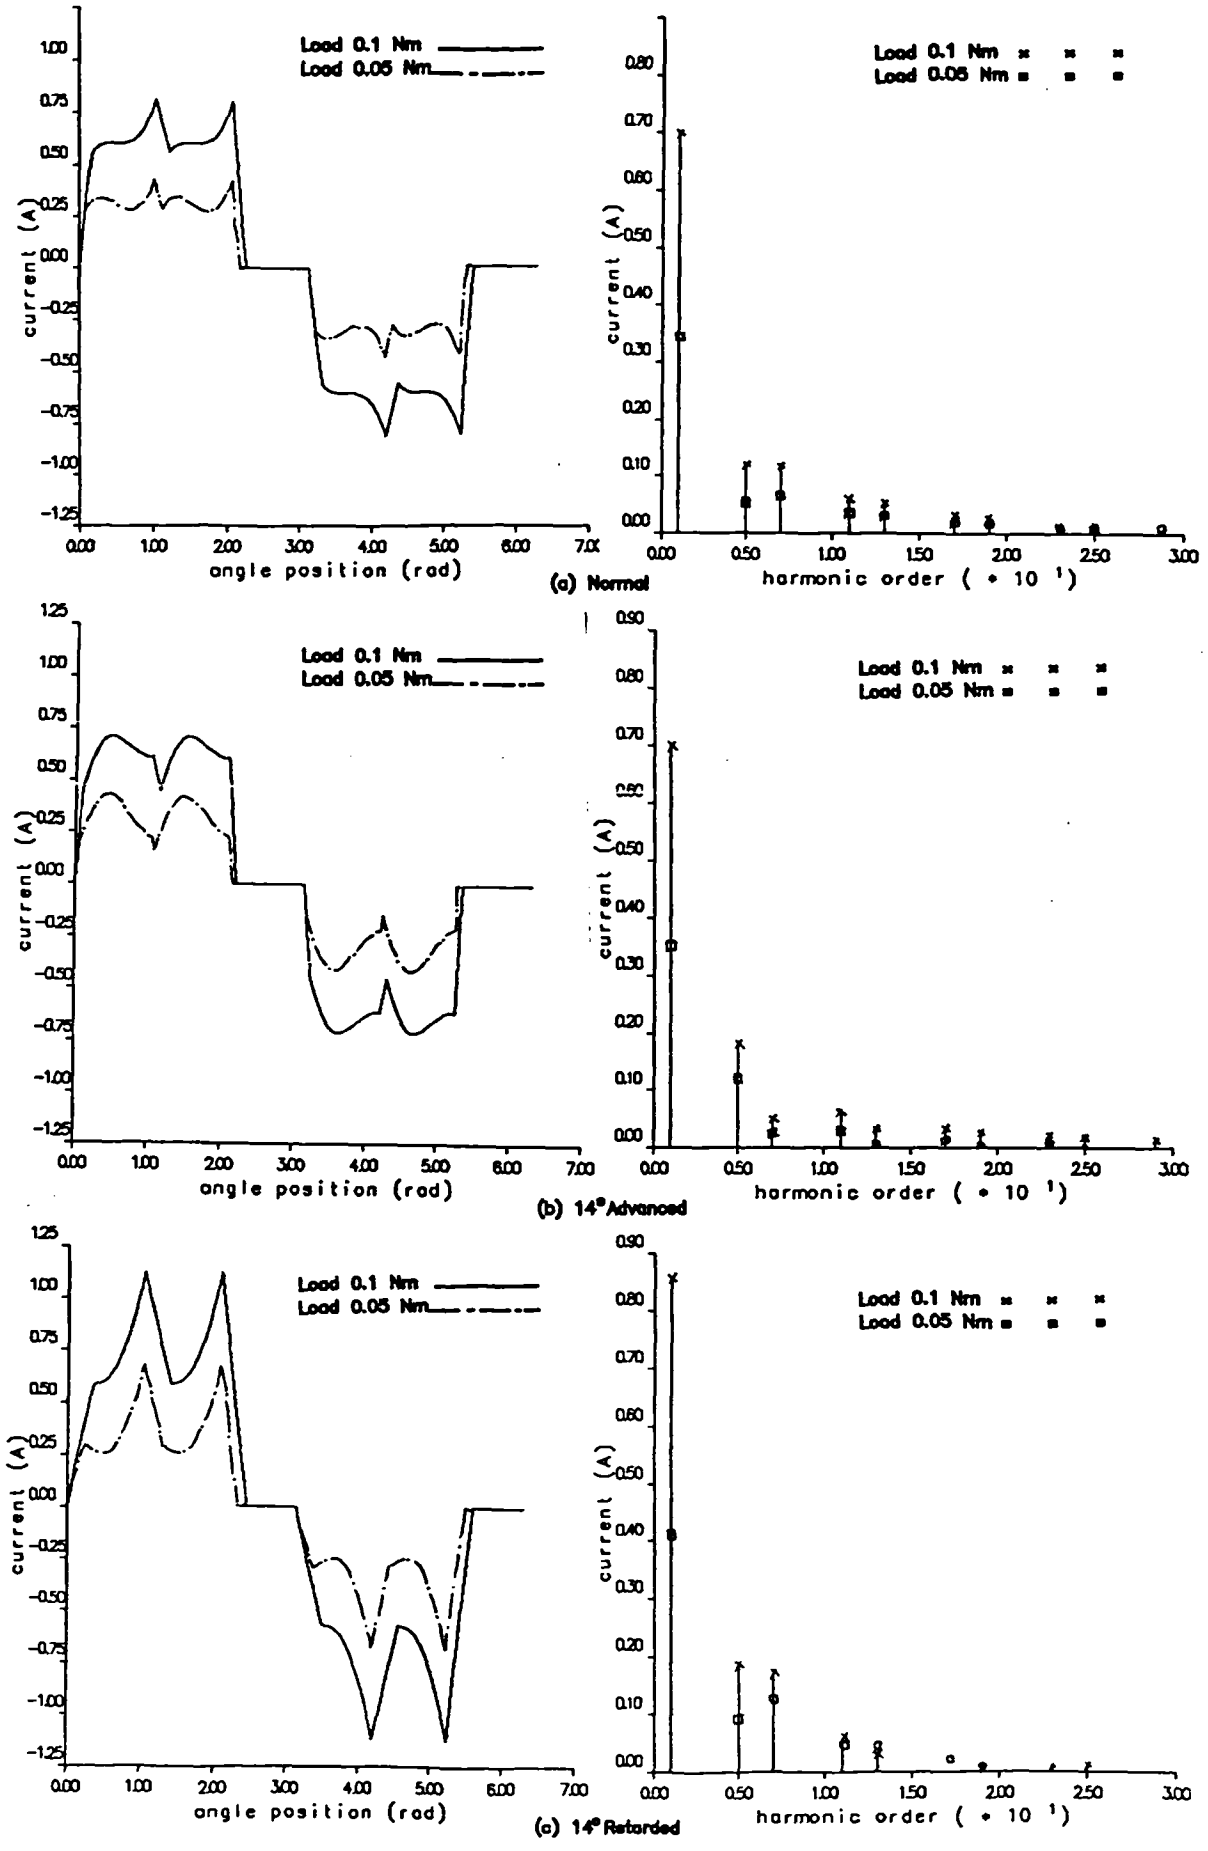 1.00
0.75
0.50
0.25
0.00
-0.25
-0.50
-0.75
-1.00
-1.25
current (A)
Load 0.1 Nm
Load 0.05 Nm
0.00 1.00 2.00 3.00 4.00 5.00 6.00 7.00
angle position (rad)
0.80
0.70
0.60
0.50
0.40
0.30
0.20
0.10
0.00
current (A)
Load 0.1 Nm
Load 0.05 Nm
0.00 0.50 1.00 1.50 2.00 2.50 3.00
harmonic order ( * 10 1)
(a) Normal
1.25
1.00
0.75
0.50
0.25
0.00
-0.25
-0.50
-0.75
-1.00
-1.25
current (A)
Load 0.1 Nm
Load 0.05 Nm
0.00 1.00 2.00 3.00 4.00 5.00 6.00 7.00
angle position (rad)
0.90
0.80
0.70
0.60
0.50
0.40
0.30
0.20
0.10
0.00
current (A)
Load 0.1 Nm
Load 0.05 Nm
0.00 0.50 1.00 1.50 2.00 2.50 3.00
harmonic order ( * 10 1)
(b) 14° Advanced
1.25
1.00
0.75
0.50
0.25
0.00
-0.25
-0.50
-0.75
-1.00
-1.25
current (A)
Load 0.1 Nm
Load 0.05 Nm
0.00 1.00 2.00 3.00 4.00 5.00 6.00 7.00
angle position (rad)
0.90
0.80
0.70
0.60
0.50
0.40
0.30
0.20
0.10
0.00
current (A)
Load 0.1 Nm
Load 0.05 Nm
0.00 0.50 1.00 1.50 2.00 2.50 3.00
harmonic order ( * 10 1)
(c) 14° Retarded